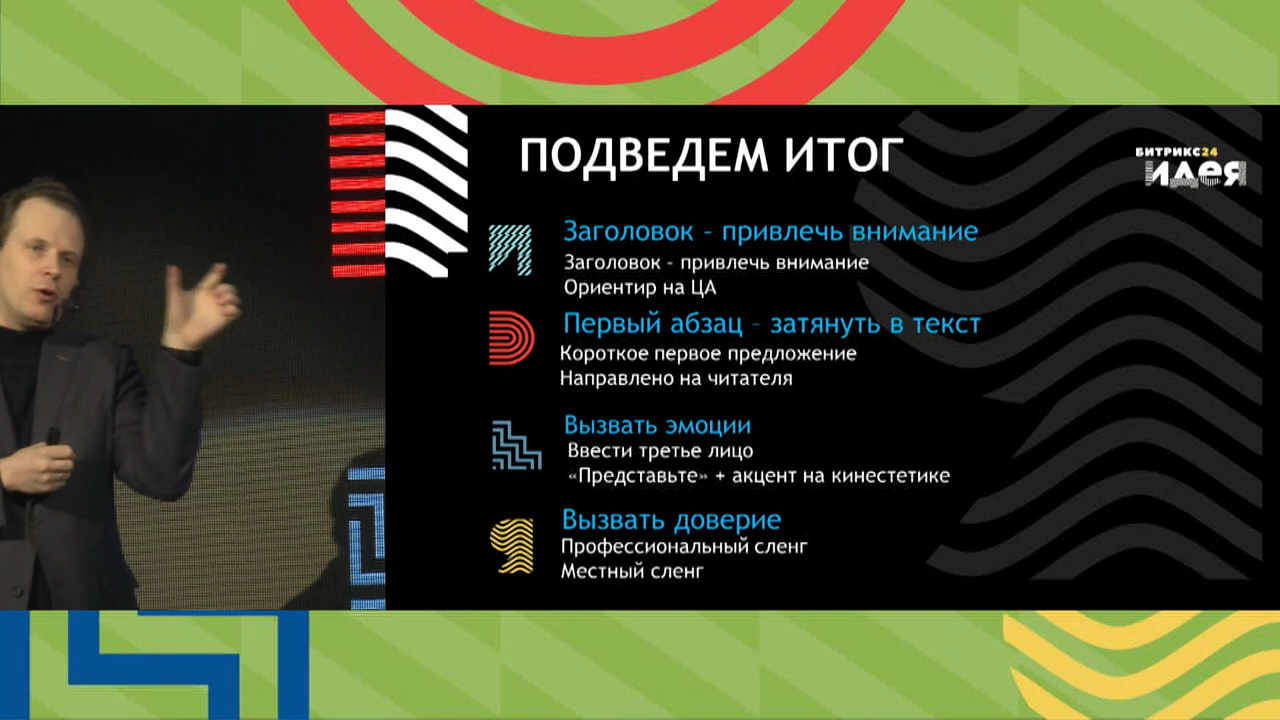 ПОДВЕДЕМ ИТОГ
БИТРИКС24
идея
Заголовок – привлечь внимание
Заголовок – привлечь внимание
Ориентир на ЦА
Первый абзац – затянуть в текст
Короткое первое предложение
Направлено на читателя
Вызвать эмоции
Ввести третье лицо
«Представьте» + акцент на кинестетике
Вызвать доверие
Профессиональный сленг
Местный сленг